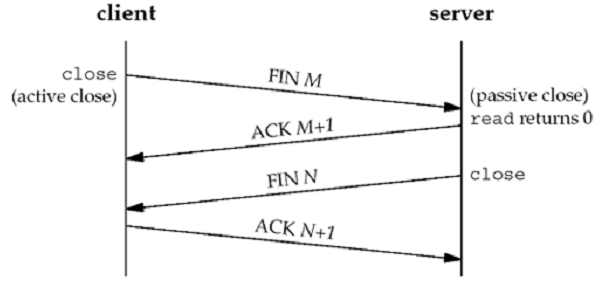 client
server
close
(active close)
FIN M
(passive close)
read returns 0
ACK M+1
FIN N
close
ACK N+1